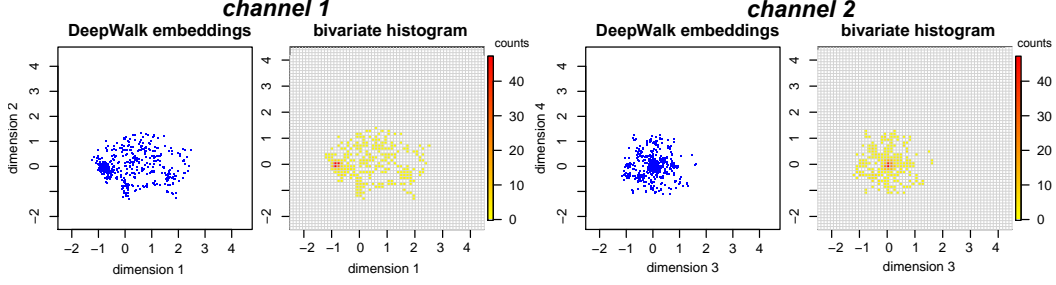 channel 1
channel 2
DeepWalk embeddings
bivariate histogram
DeepWalk embeddings
bivariate histogram
counts
counts
dimension 2
4
3
2
1
0
−2
−2 −1 0 1 2 3 4
dimension 1
4
3
2
1
0
−2
−2 −1 0 1 2 3 4
dimension 1
40
30
20
10
0
dimension 4
4
3
2
1
0
−2
−2 −1 0 1 2 3 4
dimension 3
4
3
2
1
0
−2
−2 −1 0 1 2 3 4
dimension 3
40
30
20
10
0